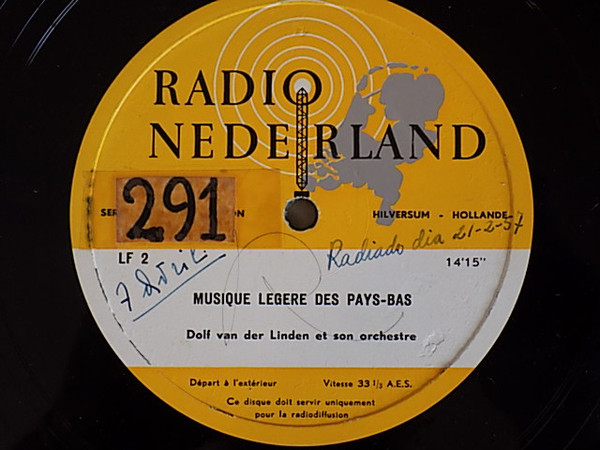 RADIO
NEDERLAND
291
HILVERSUM - HOLLANDE
LF 2
Radiado dia 21-2-57
14'15"
7 Abril
MUSIQUE LEGERE DES PAYS-BAS
Dolf van der Linden et son orchestre
Départ à l'extérieur Vitesse 33 1/3 A.E.S.
Ce disque doit servir uniquement
pour la radiodiffusion